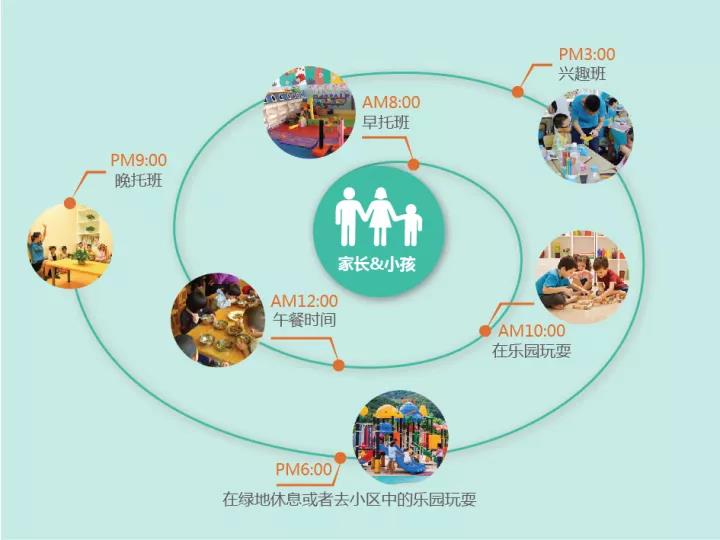 PM3:00
兴趣班
AM8:00
早托班
PM9:00
晚托班
家长&小孩
AM12:00
午餐时间
AM10:00
在乐园玩耍
PM6:00
在绿地休息或者去小区中的乐园玩耍